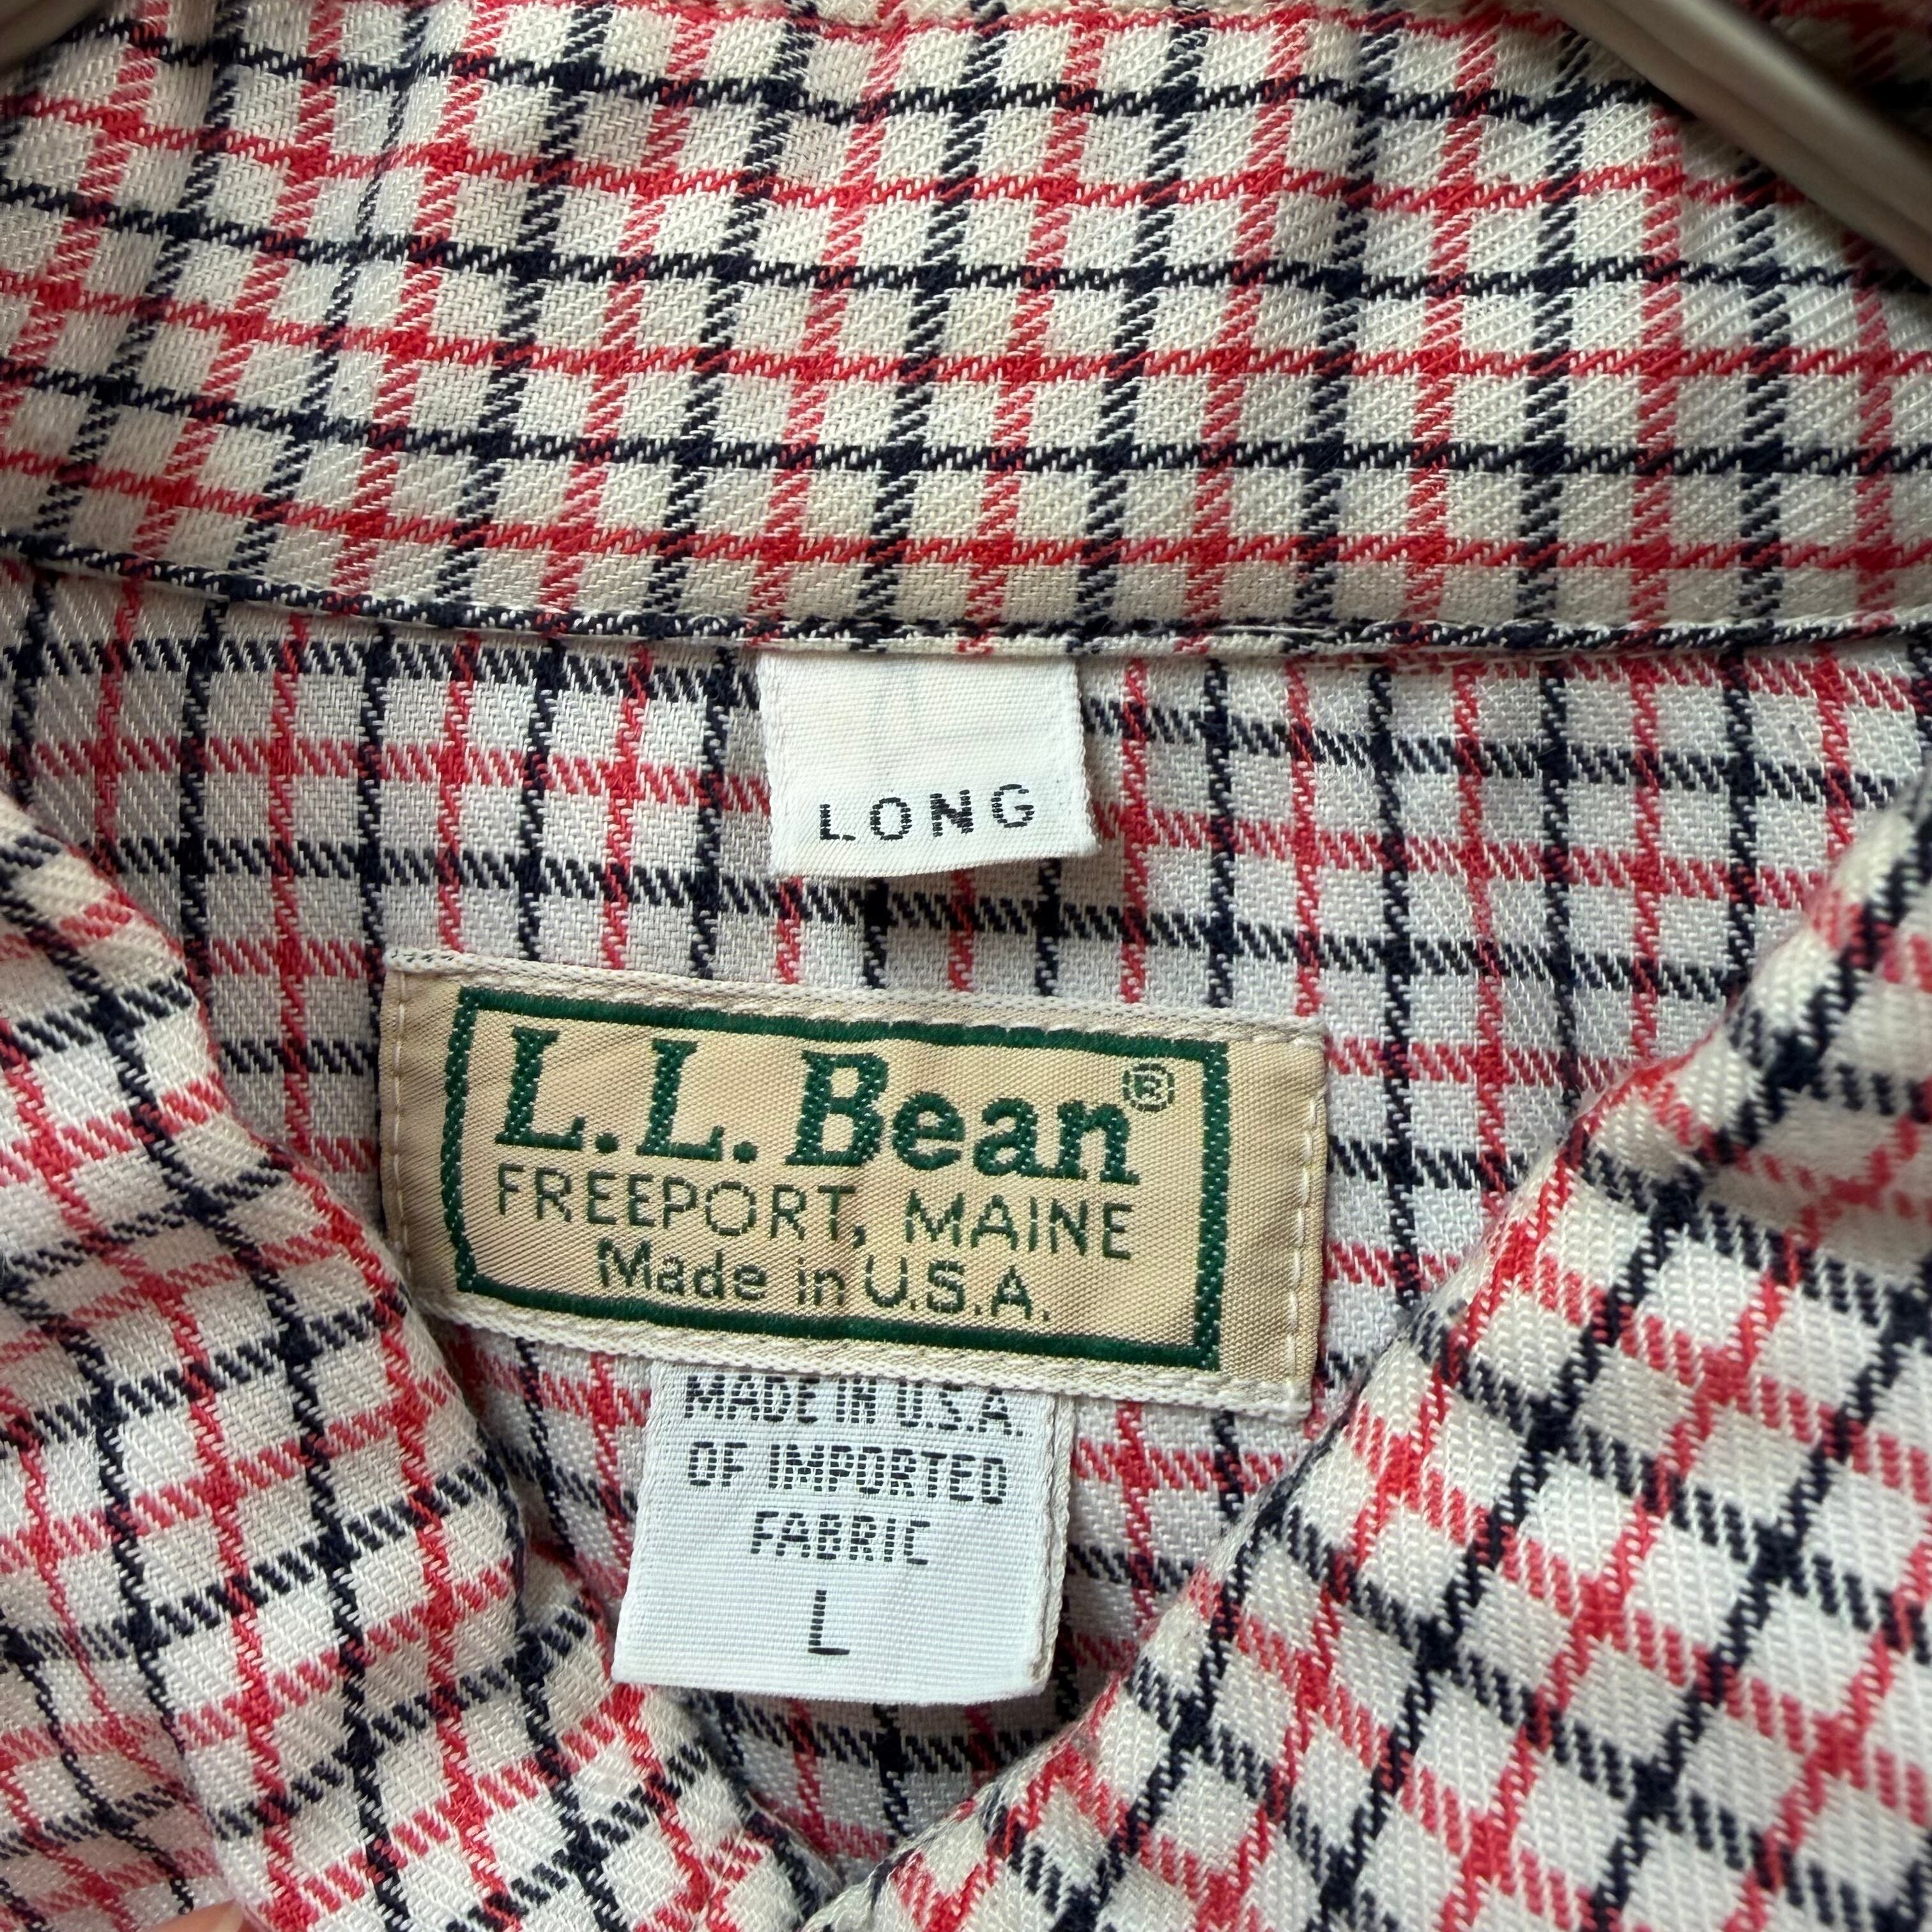 LONG
L.L.Bean®
FREEPORT, MAINE
Made in U.S.A.
MADE IN U.S.A.
OF IMPORTED
FABRIC
L